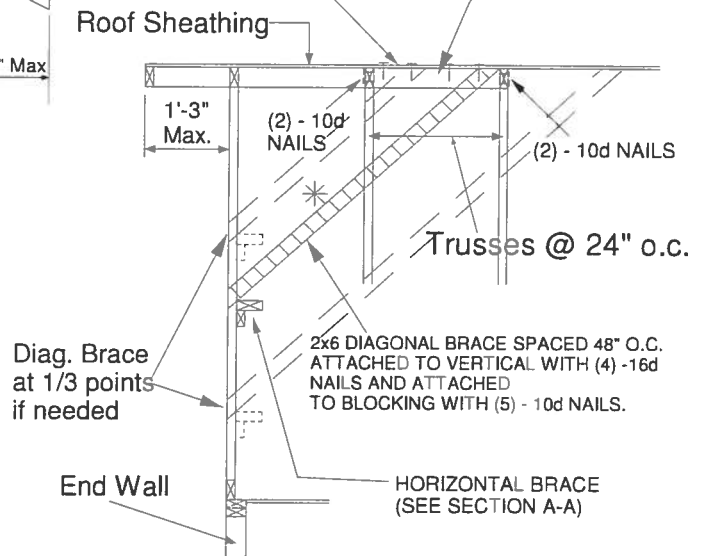 Roof Sheathing
" Max
1'-3"
Max.
(2) - 10d
NAILS
(2) - 10d NAILS
Trusses @ 24" o.c.
2x6 DIAGONAL BRACE SPACED 48" O.C.
ATTACHED TO VERTICAL WITH (4) -16d
NAILS AND ATTACHED
TO BLOCKING WITH (5) - 10d NAILS.
Diag. Brace
at 1/3 points
if needed
End Wall
HORIZONTAL BRACE
(SEE SECTION A-A)